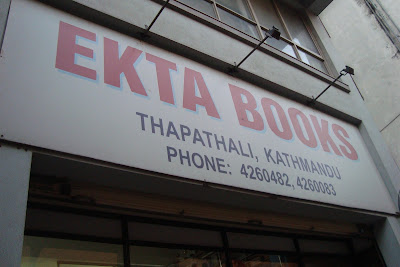 EKTA BOOKS
THAPATHALI, KATHMANDU
PHONE: 4260482, 4260083